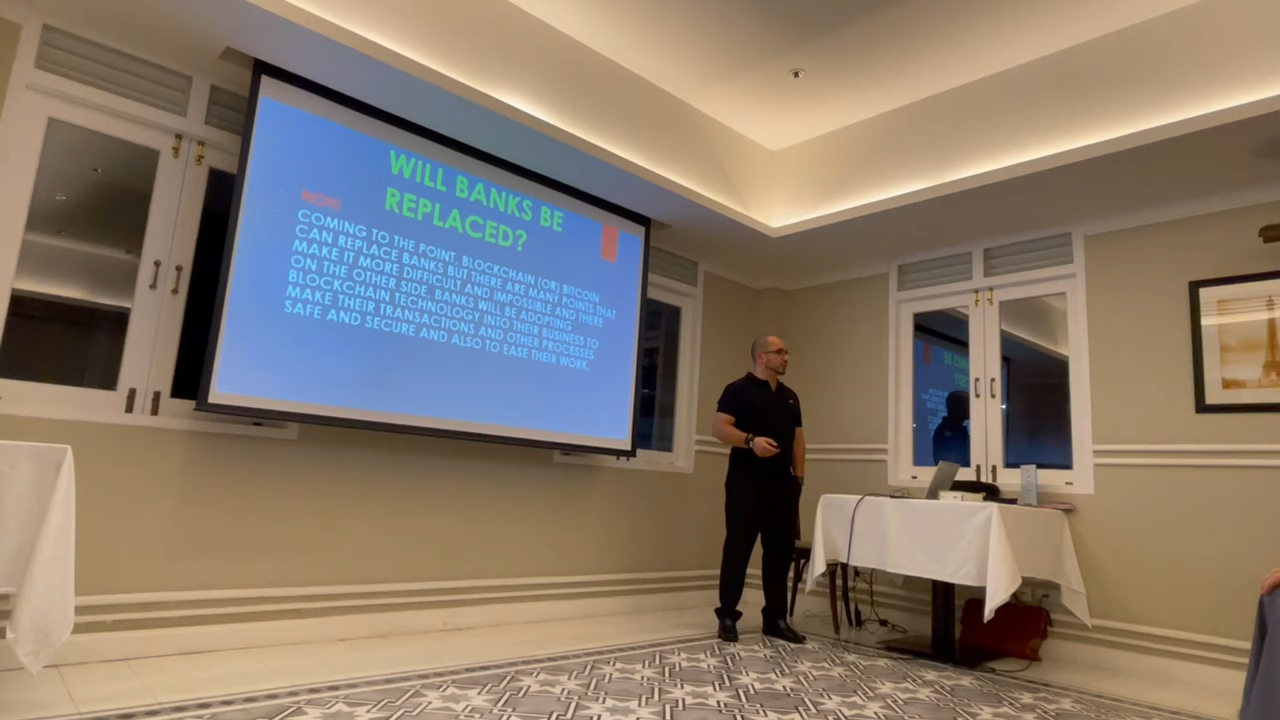 WILL BANKS BE
REPLACED?
NOW
COMING TO THE POINT, BLOCKCHAIN (OR) BITCOIN
CAN REPLACE BANKS BUT THERE ARE MANY POINTS THAT
MAKE IT MORE DIFFICULT AND IMPOSSIBLE AND THERE
ON THE OTHER SIDE, BANKS WILL BE ADOPTING
BLOCKCHAIN TECHNOLOGY INTO THEIR BUSINESS TO
MAKE THEIR TRANSACTIONS AND OTHER PROCESSES
SAFE AND SECURE AND ALSO TO EASE THEIR WORK.